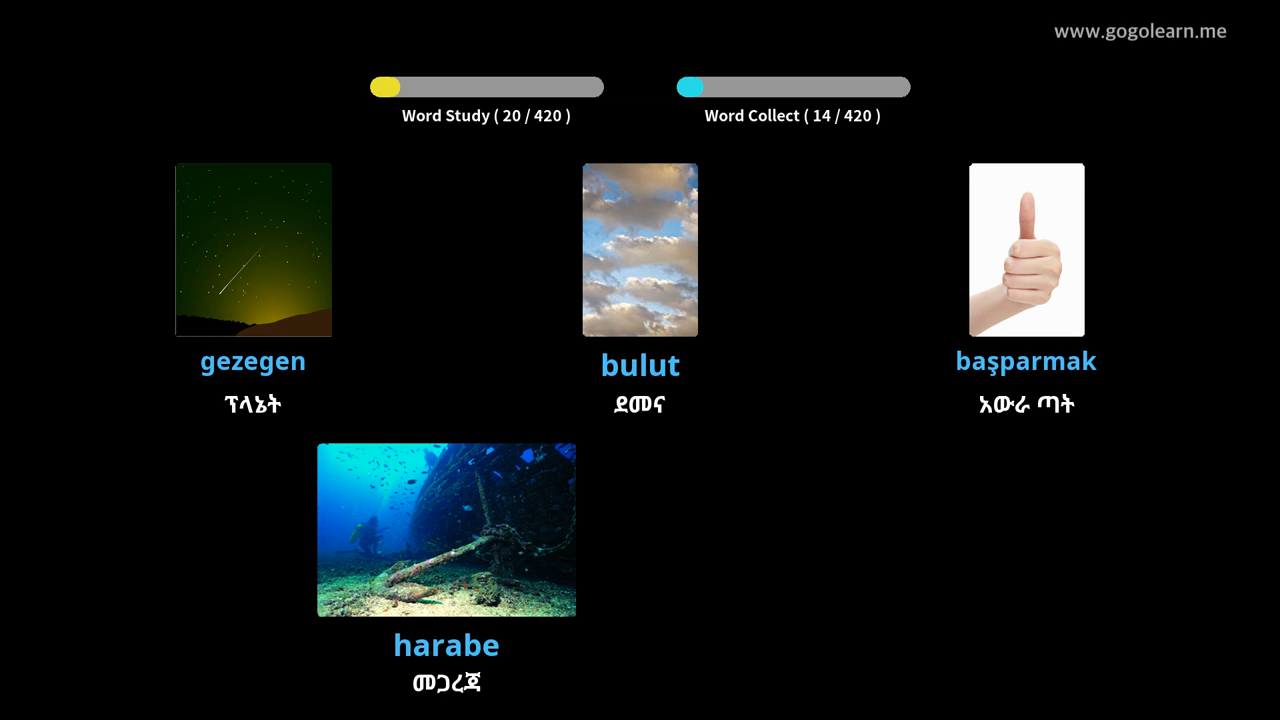 www.gogolearn.me
Word Study ( 20 / 420 )
Word Collect ( 14 / 420 )
gezegen
ፕላኔት
bulut
ደመና
başparmak
አውራ ጣት
harabe
መጋረጃ